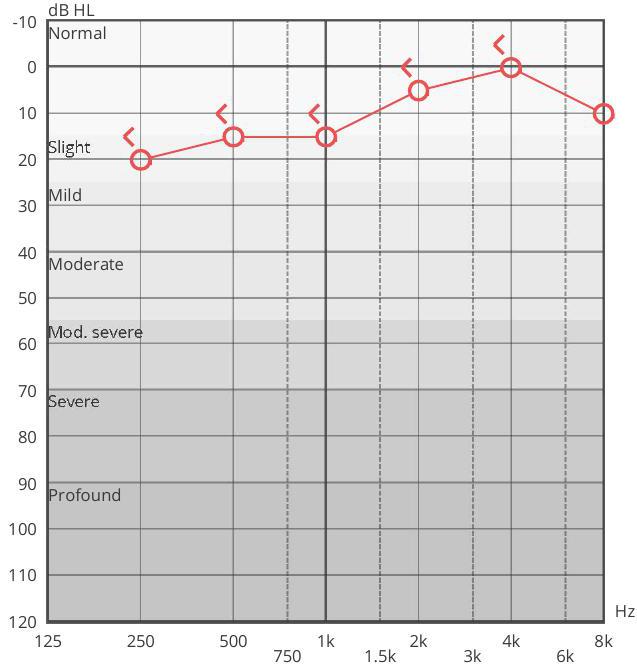 dB HL
-10
Normal
0
10
Slight
20
Mild
30
40
Moderate
50
Mod. severe
60
70
Severe
80
90
Profound
100
110
120
Hz
125 250 500 1k 2k 4k 8k
750 1.5k 3k 6k